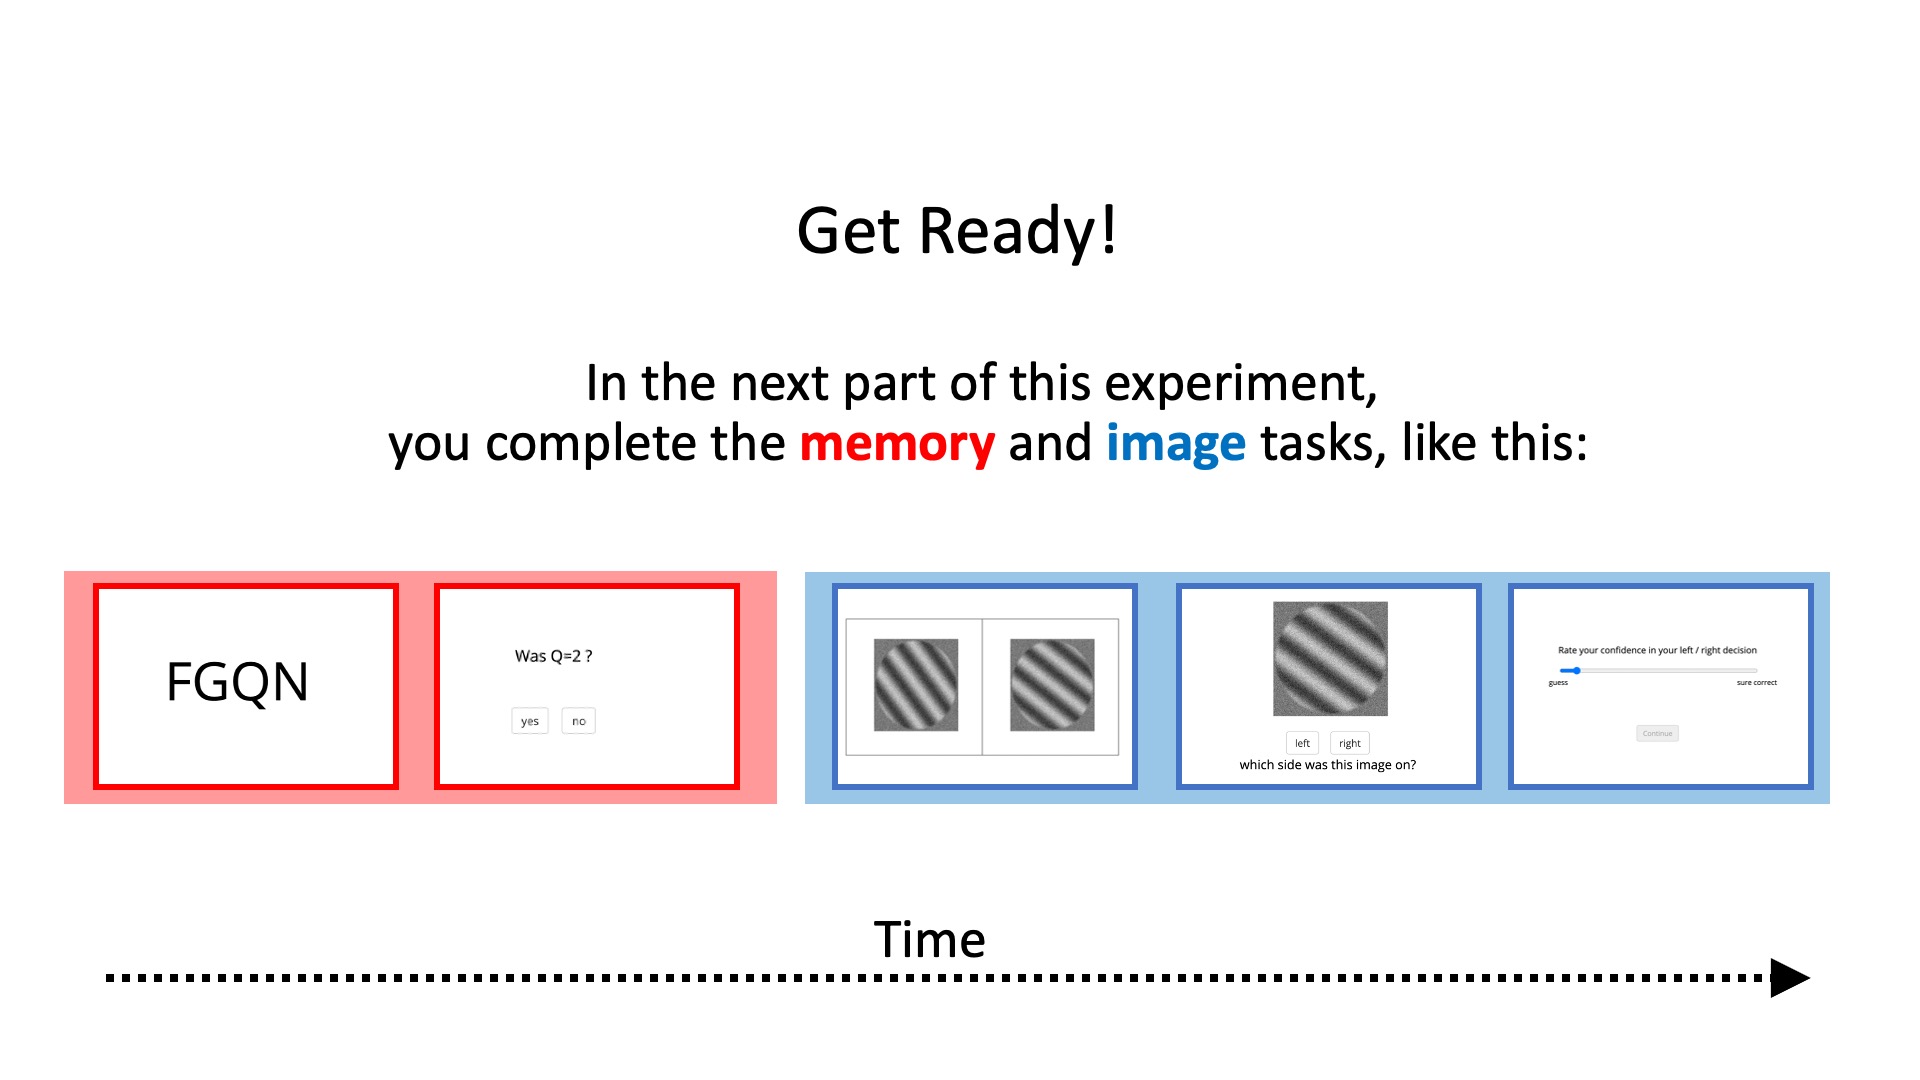 Get Ready!
In the next part of this experiment,
you complete the memory and image tasks, like this:
FGQN
Was Q=2 ?
yes no
left right
which side was this image on?
Rate your confidence in your left / right decision
guess sure correct
Continue
Time